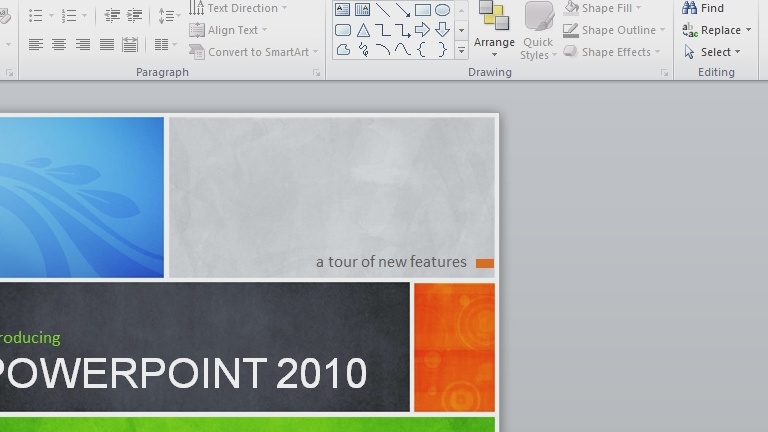 Text Direction
Align Text
Convert to SmartArt
Paragraph
Arrange
Quick
Styles
Shape Fill
Shape Outline
Shape Effects
Drawing
Find
Replace
Select
Editing
a tour of new features
roducing
POWERPOINT 2010